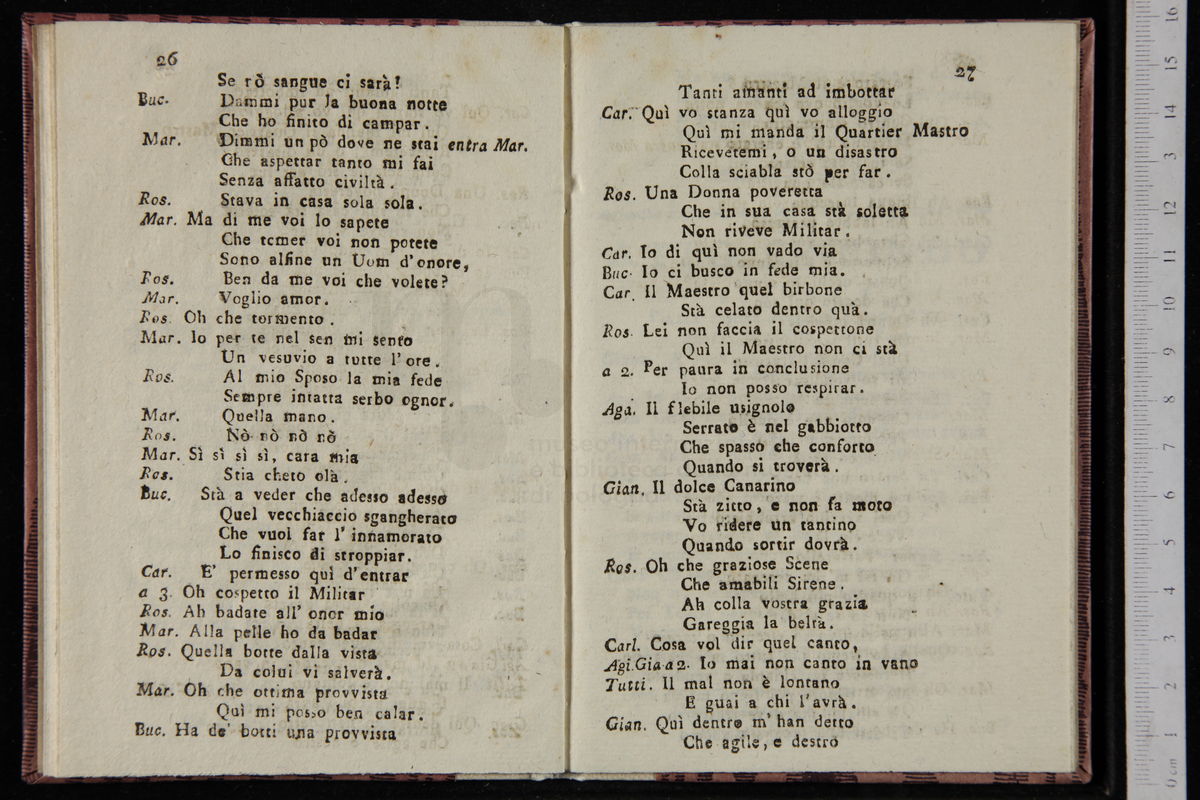 26
Se rò sangue ci sarà!
Buc. Dammi pur la buona notte
Che ho finito di campar.
Mar. Dimmi un pò dove ne stai entra Mar.
Che aspettar tanto mi fai
Senza affatto civiltà.
Ros. Stava in casa sola sola.
Mar. Ma di me voi lo sapete
Che temer voi non potete
Sono alfine un Uom d'onore,
Ros. Ben da me voi che volete?
Mar. Voglio amor.
Ros. Oh che tormento.
Mar. Io per te nel sen mi sento
Un vesuvio a tutte l'ore.
Ros. Al mio Sposo la mia fede
Sempre intatta serbo ognor.
Mar. Quella mano.
Ros. Nò nò nò nò
Mar. Sì sì sì sì, cara mia
Ros. Stia cheto olà.
Buc. Stà a veder che adesso adesso
Quel vecchiaccio sgangherato
Che vuol far l'innamorato
Lo finisco di stroppiar.
Car. E' permesso quì d'entrar
a 3. Oh cospetto il Militar
Ros. Ah badate all' onor mio
Mar. Alla pelle ho da badar
Ros. Quella botte dalla vista
Da colui vi salverà.
Mar. Oh che ottima provvista
Quì mi posso ben calar.
Buc. Ha de' botti una provvista
27
Tanti amanti ad imbottar
Car. Quì vo stanza quì vo alloggio
Quì mi manda il Quartier Mastro
Ricevetemi, o un disastro
Colla sciabla stò per far.
Ros. Una Donna poveretta
Che in sua casa stà soletta
Non riveve Militar.
Car. Io di quì non vado via
Buc. Io ci busco in fede mia.
Car. Il Maestro quel birbone
Stà celato dentro quà.
Ros. Lei non faccia il cospettone
Quì il Maestro non ci stà
a 2. Per paura in conclusione
Io non posso respirar.
Aga. Il flebile usignolo
Serrato è nel gabbiotto
Che spasso che conforto
Quando si troverà.
Gian. Il dolce Canarino
Stà zitto, e non fa moto
Vo ridere un tantino
Quando sortir dovrà.
Ros. Oh che graziose Scene
Che amabili Sirene.
Ah colla vostra grazia
Gareggia la beltà.
Carl. Cosa vol dir quel canto,
Agi.Gia a 2. Io mai non canto in vano
Tutti. Il mal non è lontano
E guai a chi l'avrà.
Gian. Quì dentro m'han detto
Che agile, e destro